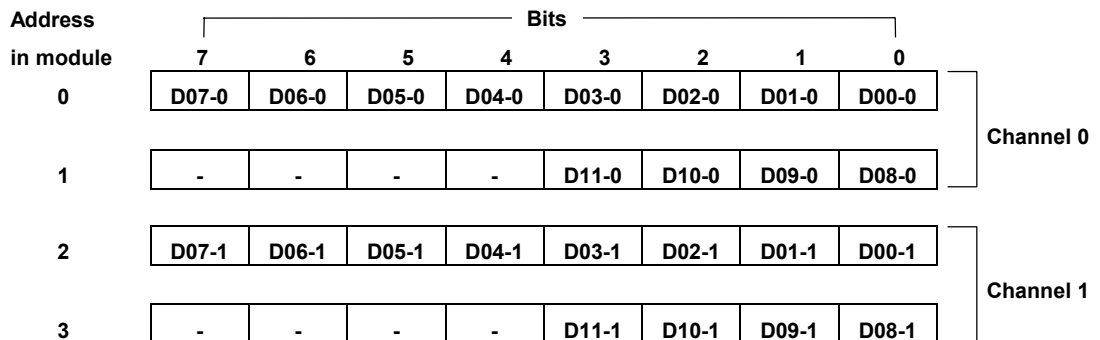 Address Bits
in module 7 6 5 4 3 2 1 0
0 D07-0 D06-0 D05-0 D04-0 D03-0 D02-0 D01-0 D00-0
Channel 0
1 - - - - D11-0 D10-0 D09-0 D08-0
2 D07-1 D06-1 D05-1 D04-1 D03-1 D02-1 D01-1 D00-1
Channel 1
3 - - - - D11-1 D10-1 D09-1 D08-1